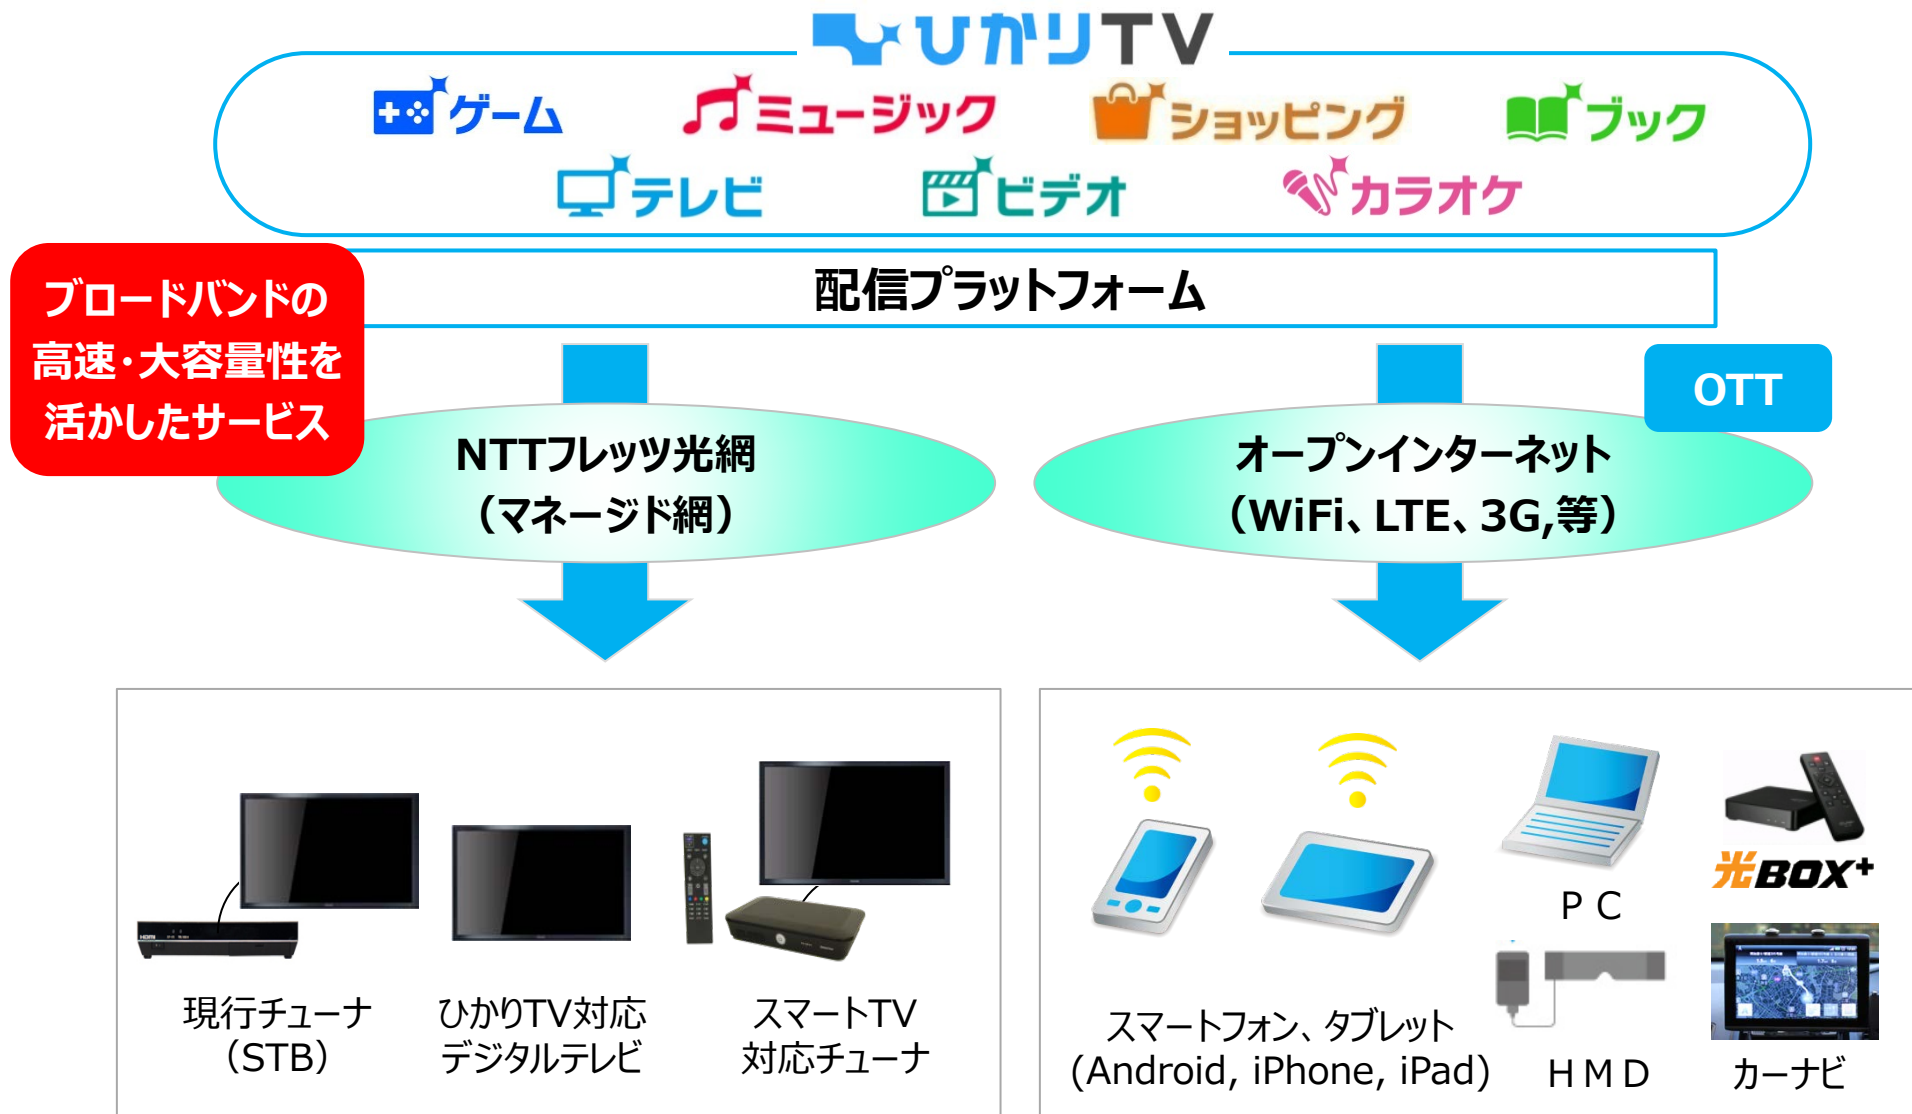 ひかりTV
ゲーム
ミュージック
ショッピング
ブック
テレビ
ビデオ
カラオケ
配信プラットフォーム
ブロードバンドの
高速・大容量性を
活かしたサービス
OTT
NTTフレッツ光網
（マネージド網）
オープンインターネット
（WiFi、LTE、3G,等）
HDMI
現行チューナ
（STB）
ひかりTV対応
デジタルテレビ
スマートTV
対応チューナ
スマートフォン、タブレット
(Android, iPhone, iPad)
ＰＣ
光BOX+
ＨＭＤ
カーナビ